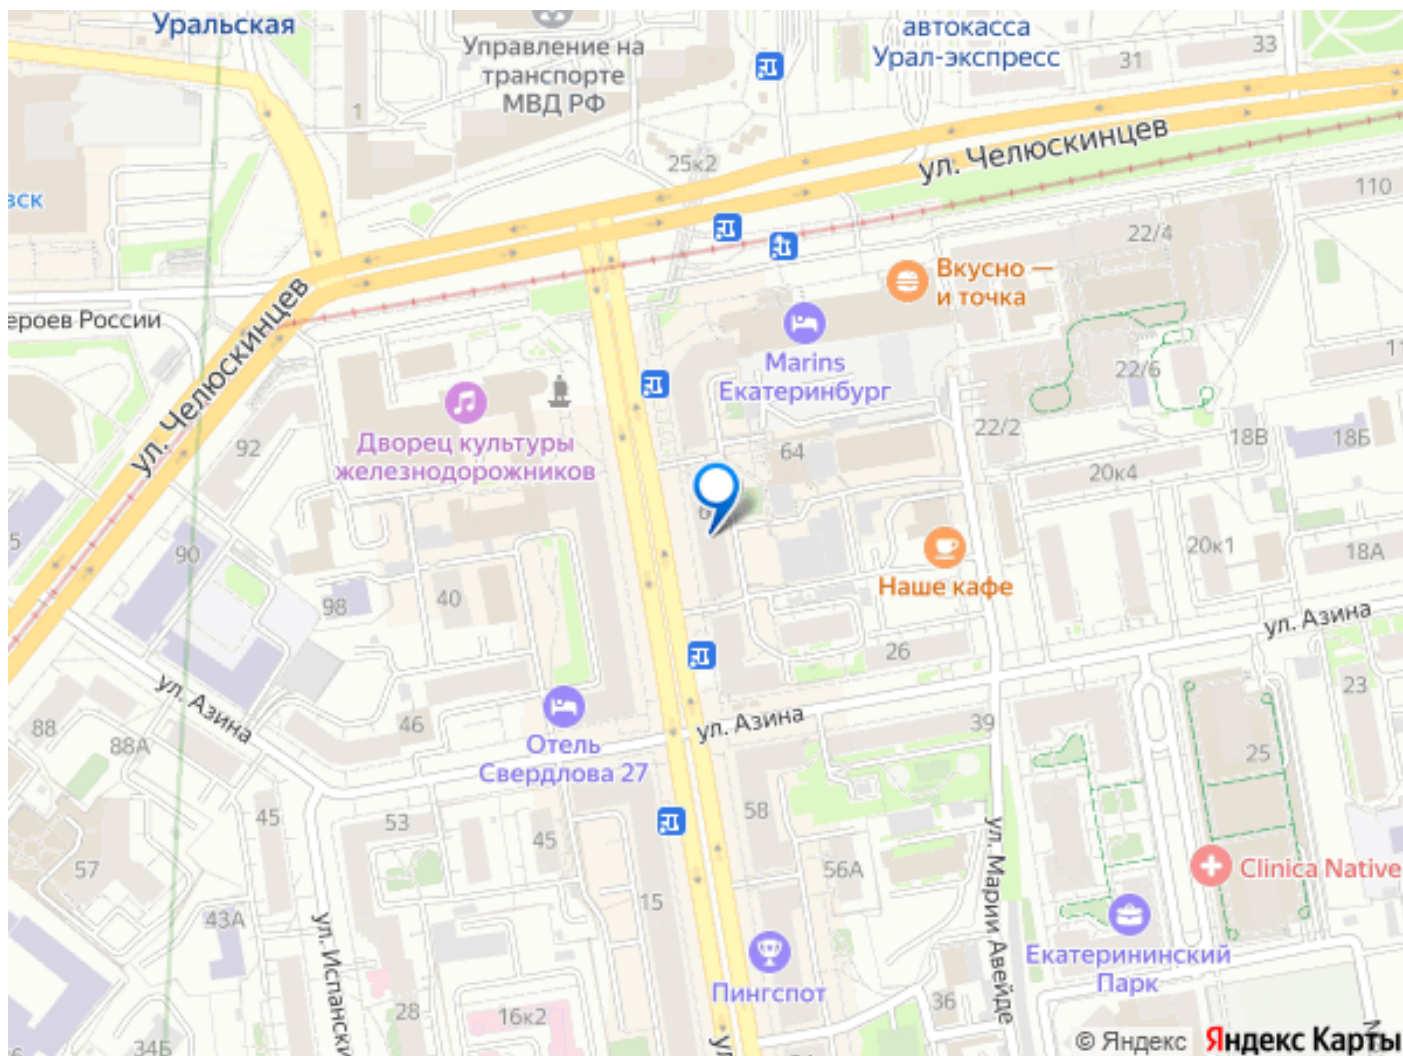 Уральская
Управление на
транспорте
МВД РФ
автокасса
Урал-экспресс
31
33
1
25к2
ул. Челюскинцев
110
22/4
Вкусно —
и точка
Marins
Екатеринбург
22/6
22/2
64
18В
18Б
20к4
20к1
18А
ул. Челюскинцев
92
Дворец культуры
железнодорожников
90
98
40
Наше кафе
26
ул. Азина
ул. Азина
46
88
88А
Отель
Свердлова 27
ул. Азина
39
23
25
45
53
45
58
56А
57
15
43А
ул. Марии Авейде
Clinica Native
Екатерининский
Парк
Пингспот
28
16к2
36
34Б
© Яндекс
Яндекс Карты